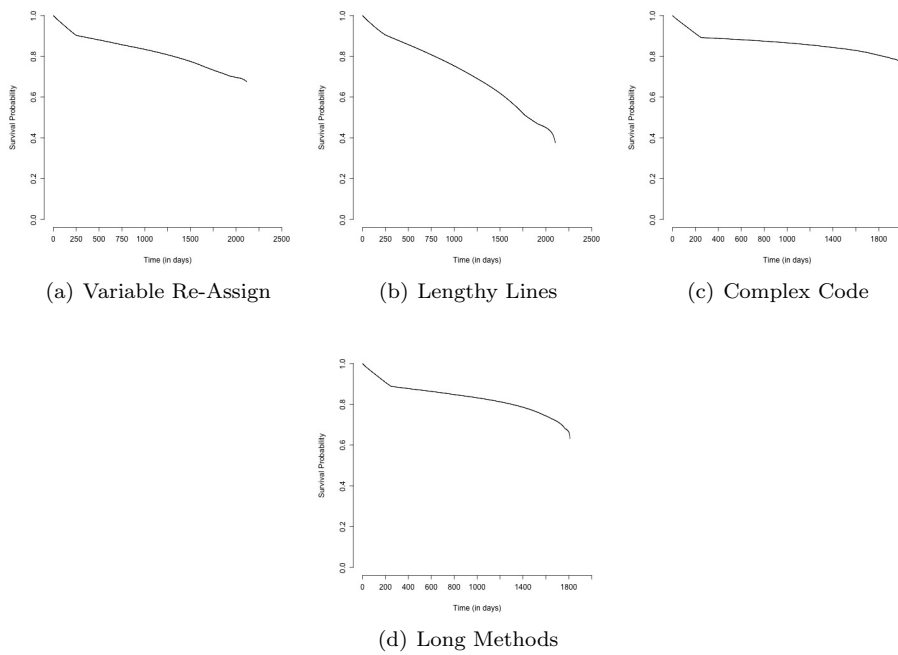 1.0
0.8
0.6
0.4
0.2
0.0
Survival Probability
0 250 500 750 1000 1500 2000 2500
Time (in days)
(a) Variable Re-Assign
1.0
0.8
0.6
0.4
0.2
0.0
Survival Probability
0 250 500 750 1000 1500 2000 2500
Time (in days)
(b) Lengthy Lines
1.0
0.8
0.6
0.4
0.2
0.0
Survival Probability
0 200 400 600 800 1000 1400 1800
Time (in days)
(c) Complex Code
1.0
0.8
0.6
0.4
0.2
0.0
Survival Probability
0 200 400 600 800 1000 1400 1800
Time (in days)
(d) Long Methods